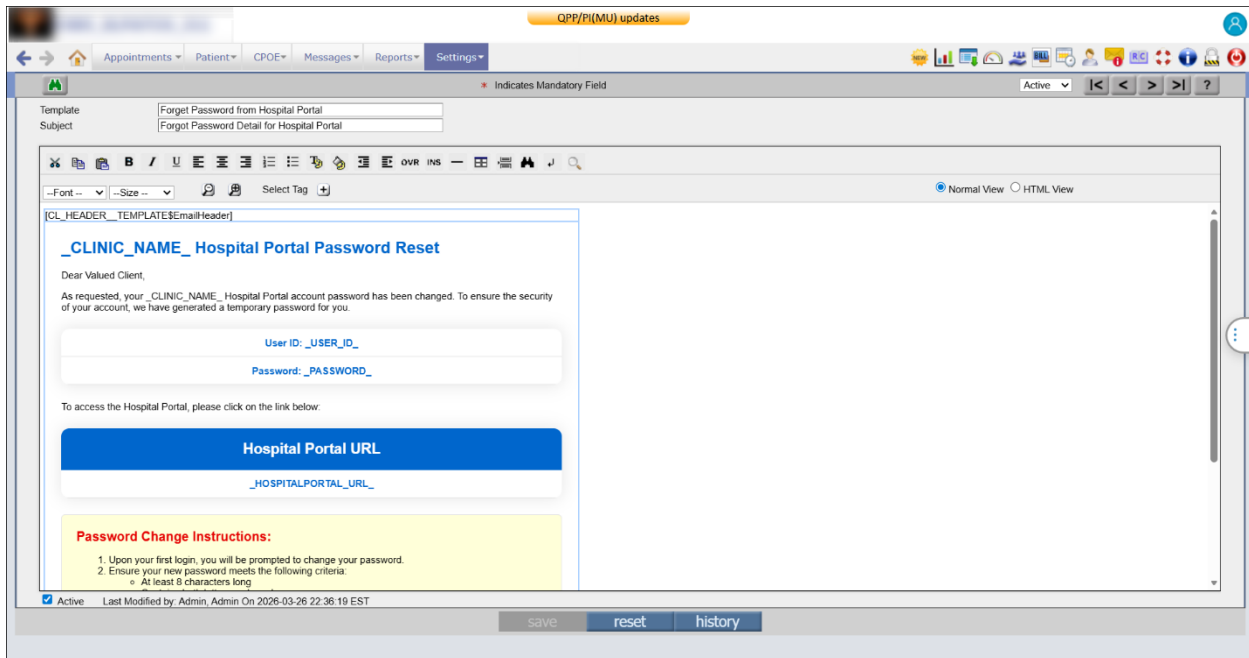 QPP/PI(MU) updates
Appointments Patient CPOE Messages Reports Settings
NEW BILL RC
* Indicates Mandatory Field
Active |< < > >| ?
Template Forget Password from Hospital Portal
Subject Forgot Password Detail for Hospital Portal
B I U OVR INS
--Font -- --Size -- Select Tag + Normal View HTML View
[CL_HEADER__TEMPLATE$EmailHeader]
_CLINIC_NAME_ Hospital Portal Password Reset
Dear Valued Client,
As requested, your _CLINIC_NAME_ Hospital Portal account password has been changed. To ensure the security
of your account, we have generated a temporary password for you.
User ID: _USER_ID_
Password: _PASSWORD_
To access the Hospital Portal, please click on the link below:
Hospital Portal URL
_HOSPITALPORTAL_URL_
Password Change Instructions:
1. Upon your first login, you will be prompted to change your password.
2. Ensure your new password meets the following criteria:
At least 8 characters long
Active Last Modified by: Admin, Admin On 2026-03-26 22:36:19 EST
save reset history